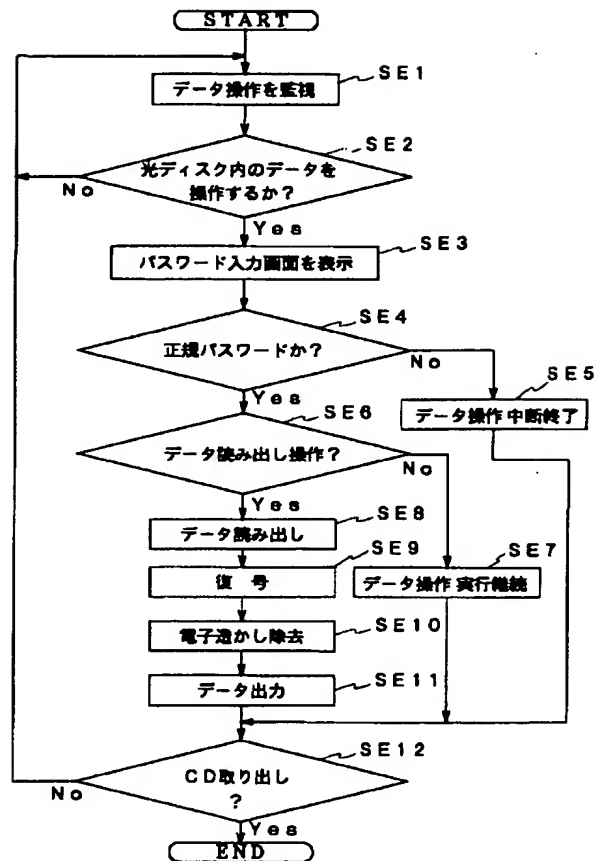 START
データ操作を監視
SE1
光ディスク内のデータを
操作するか?
SE2
No
Yes
パスワード入力画面を表示
SE3
正規パスワードか?
SE4
No
Yes
データ操作 中断終了
SE5
データ読み出し操作?
SE6
No
Yes
データ操作 実行継続
SE7
データ読み出し
SE8
復 号
SE9
電子透かし除去
SE10
データ出力
SE11
CD取り出し
?
SE12
No
Yes
END